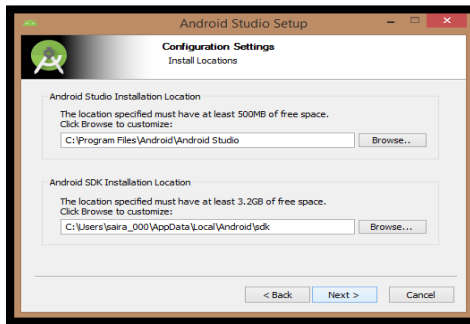 Android Studio Setup
Configuration Settings
Install Locations
Android Studio Installation Location
The location specified must have at least 500MB of free space.
Click Browse to customize:
C:\Program Files\Android\Android Studio
Browse..
Android SDK Installation Location
The location specified must have at least 3.2GB of free space.
Click Browse to customize:
C:\Users\saira_000\AppData\Local\Android\sdk
Browse...
< Back
Next >
Cancel